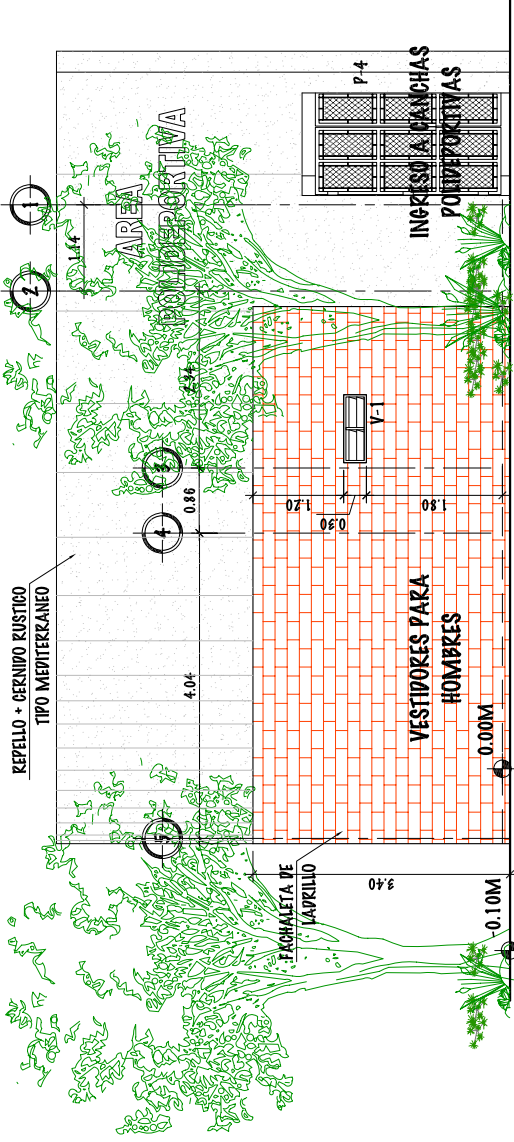 5
4
3
2
1
4.04
0.86
2.94
1.14
REPELLO + CERNIDO RUSTICO
TIPO MEDITERRANEO
AREA
POLIDEPORTIVA
P-4
INGRESO A CANCHAS
POLIDEPORTIVAS
V-1
1.20
0.30
1.80
VESTIDORES PARA
HOMBRES
0.00M
FACHALETA DE
LADRILLO
3.40
-0.10M